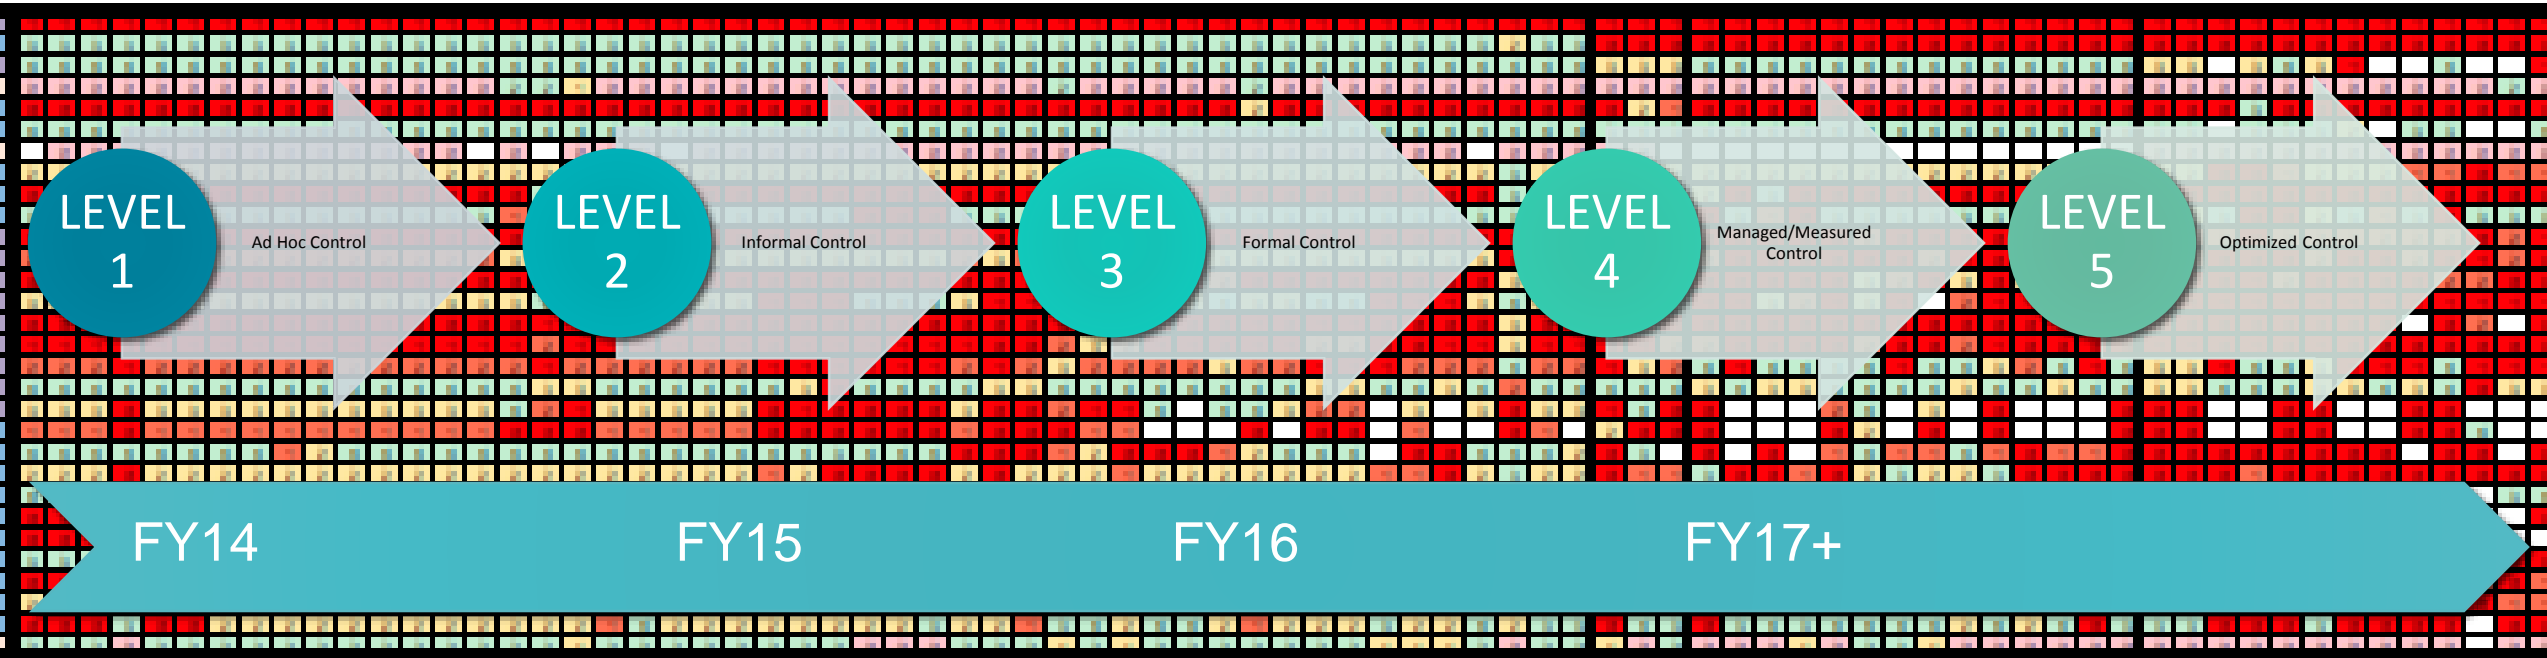 LEVEL
1
Ad Hoc Control
LEVEL
2
Informal Control
LEVEL
3
Formal Control
LEVEL
4
Managed/Measured
Control
LEVEL
5
Optimized Control
FY14
FY15
FY16
FY17+